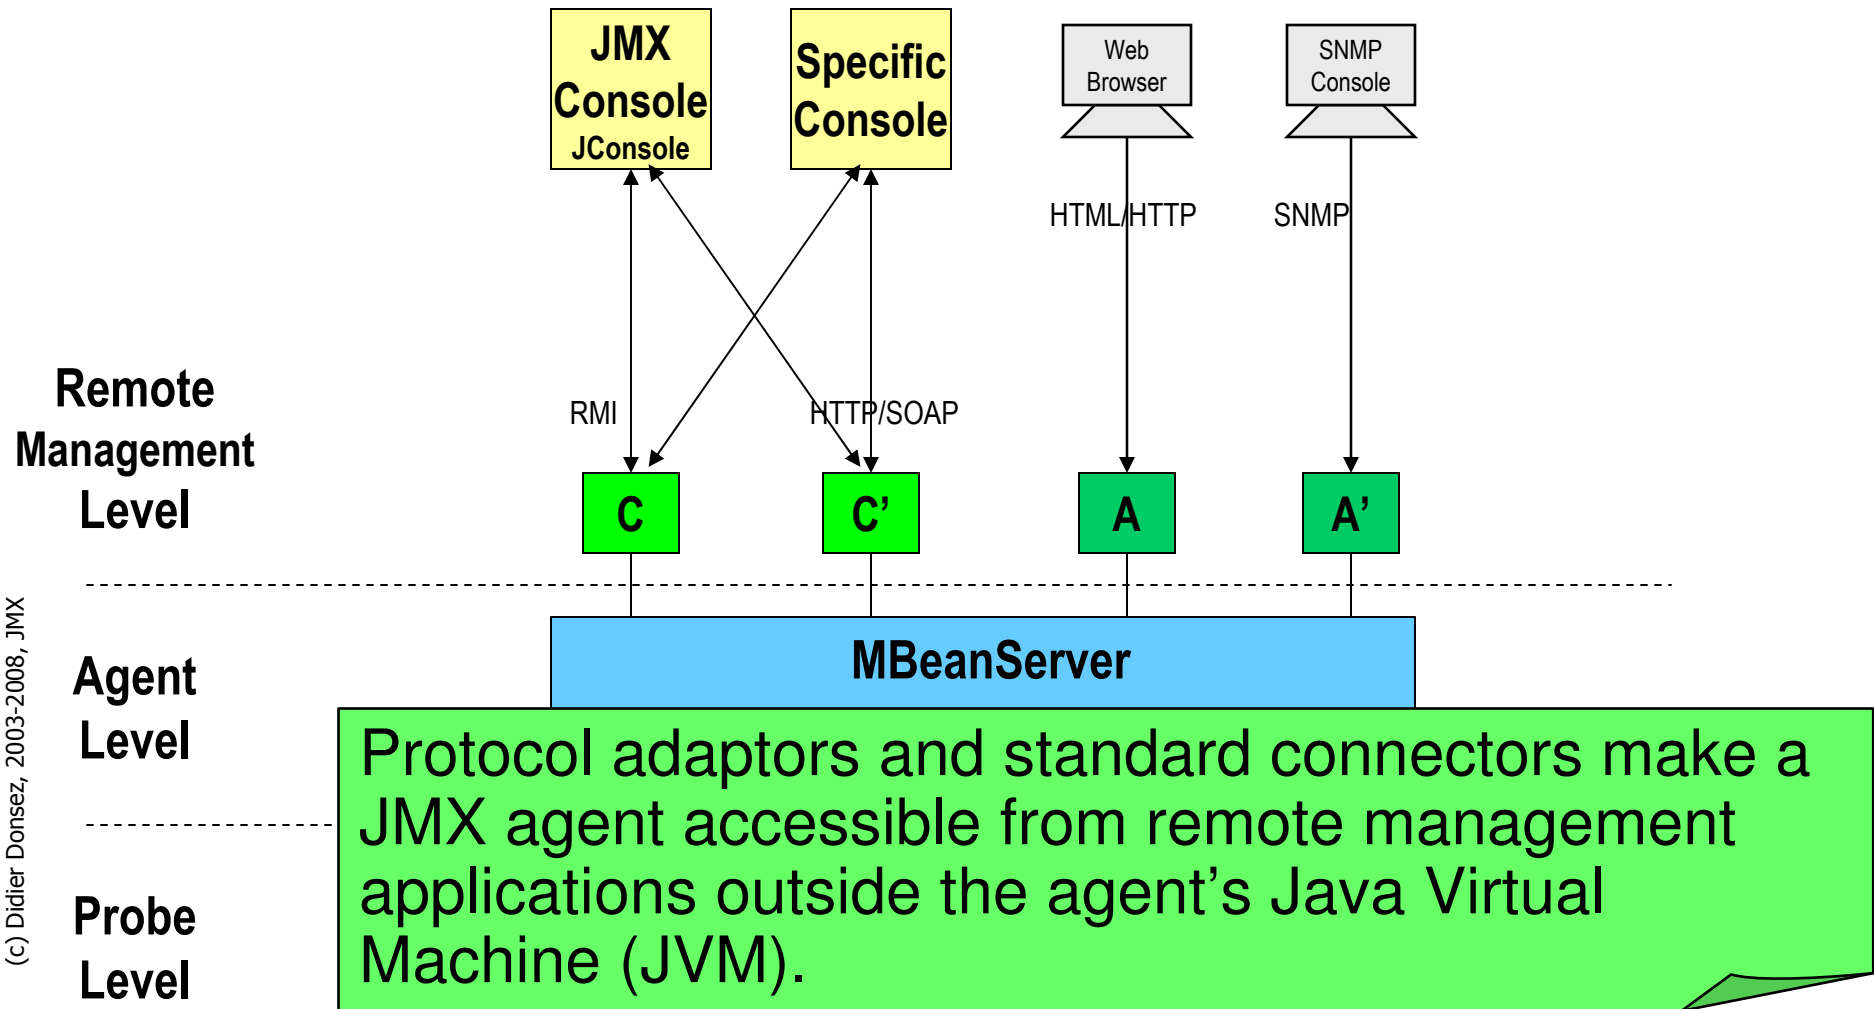 JMX
Console
JConsole
Specific
Console
Web
Browser
SNMP
Console
HTML/HTTP
SNMP
RMI
HTTP/SOAP
Remote
Management
Level
C
C’
A
A’
MBeanServer
Agent
Level
Protocol adaptors and standard connectors make a
JMX agent accessible from remote management
applications outside the agent’s Java Virtual
Machine (JVM).
Probe
Level
(c) Didier Donsez, 2003-2008, JMX